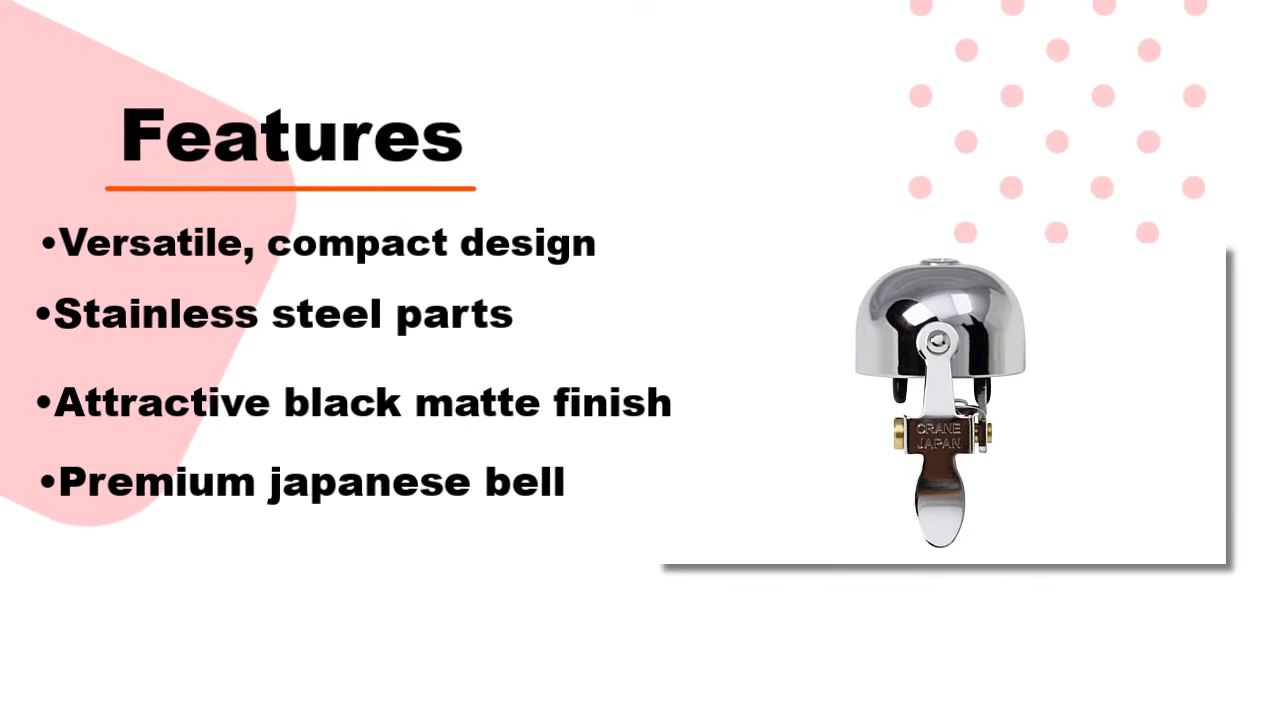 Features
•Versatile, compact design
•Stainless steel parts
•Attractive black matte finish
•Premium japanese bell
CRANE
JAPAN